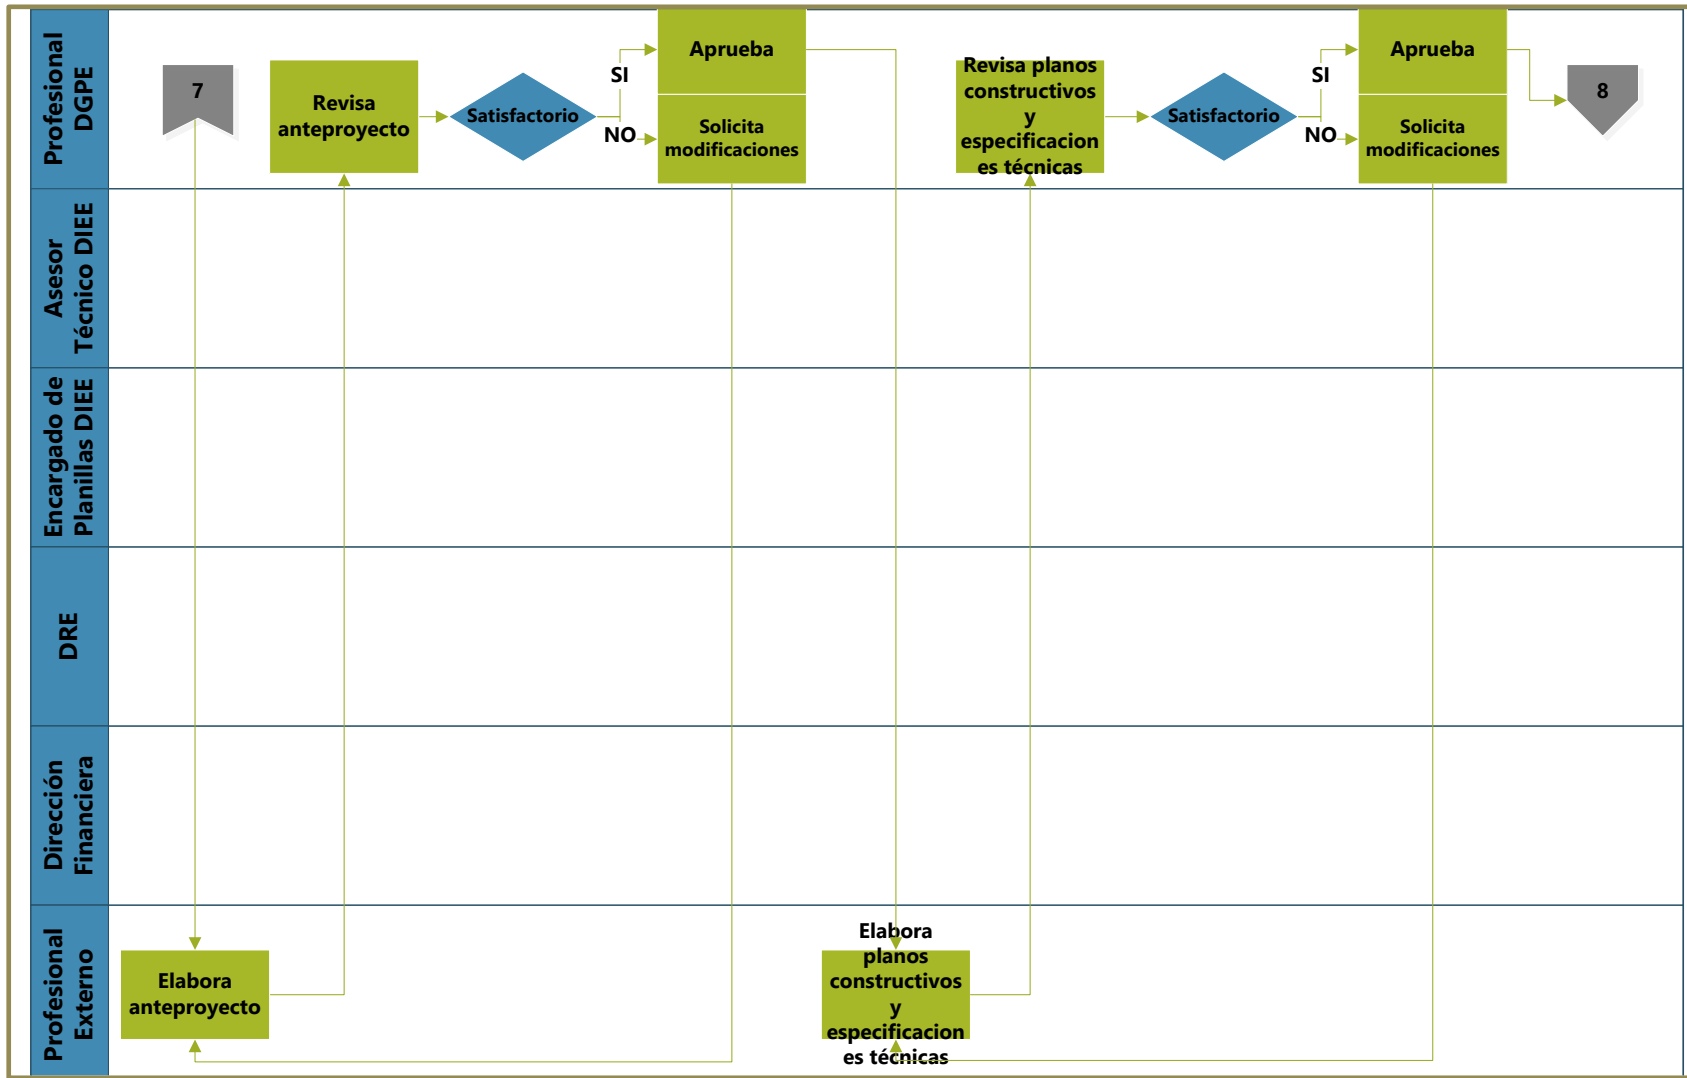 Profesional
DGPE
7
Revisa
anteproyecto
Satisfactorio
SI
NO
Aprueba
Solicita
modificaciones
Revisa planos
constructivos
y
especificacion
es técnicas
Satisfactorio
SI
NO
Aprueba
Solicita
modificaciones
8
Asesor
Técnico DIEE
Encargado de
Planillas DIEE
DRE
Dirección
Financiera
Profesional
Externo
Elabora
anteproyecto
Elabora
planos
constructivos
y
especificacion
es técnicas